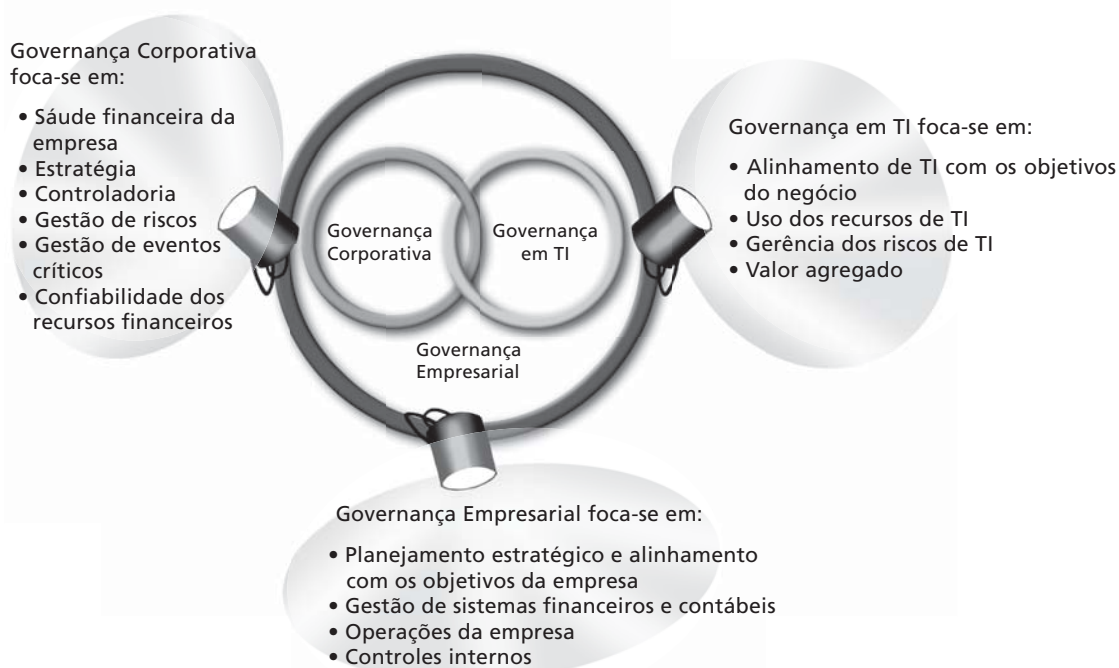 Governança Corporativa
foca-se em:
• Sáude financeira da
empresa
• Estratégia
• Controladoria
• Gestão de riscos
• Gestão de eventos
críticos
• Confiabilidade dos
recursos financeiros
Governança
Corporativa
Governança
em TI
Governança
Empresarial
Governança em TI foca-se em:
• Alinhamento de TI com os objetivos
do negócio
• Uso dos recursos de TI
• Gerência dos riscos de TI
• Valor agregado
Governança Empresarial foca-se em:
• Planejamento estratégico e alinhamento
com os objetivos da empresa
• Gestão de sistemas financeiros e contábeis
• Operações da empresa
• Controles internos